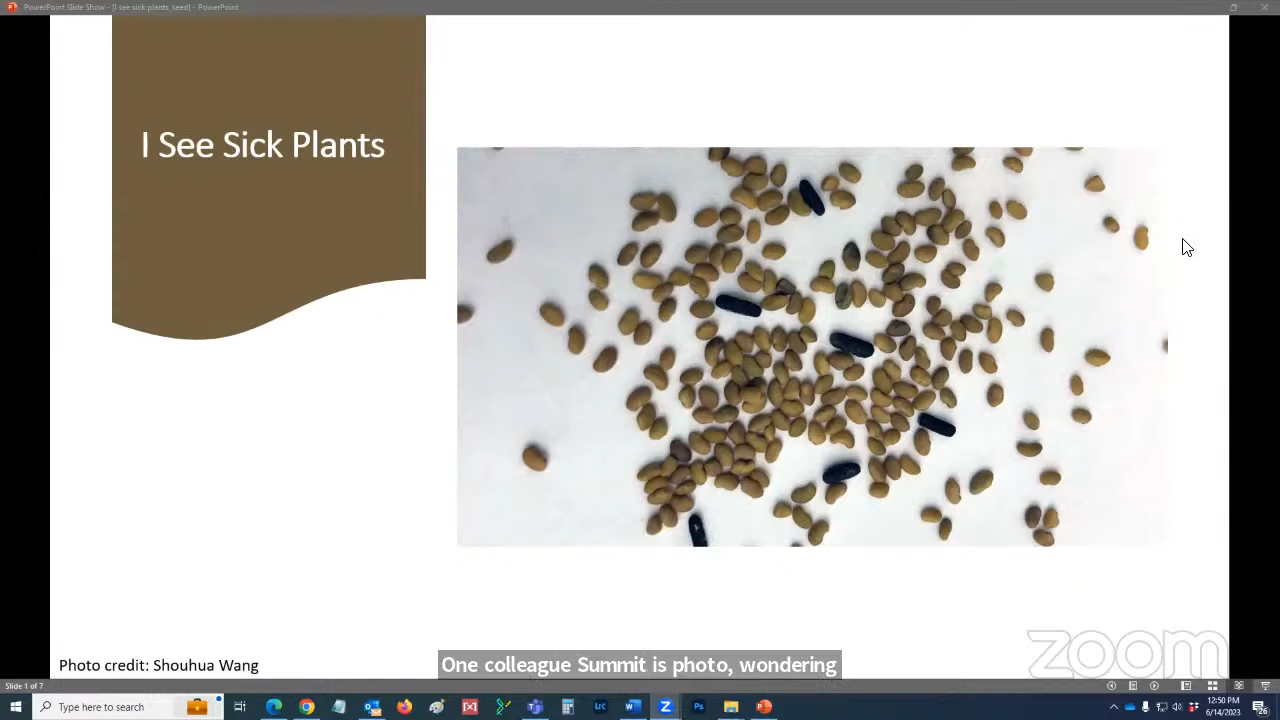 PowerPoint Slide Show - [I see sick plants_seed] - PowerPoint
I See Sick Plants
Photo credit: Shouhua Wang
One colleague Summit is photo, wondering
zoom
Slide 1 of 7
Type here to search
12:50 PM
6/14/2023
26